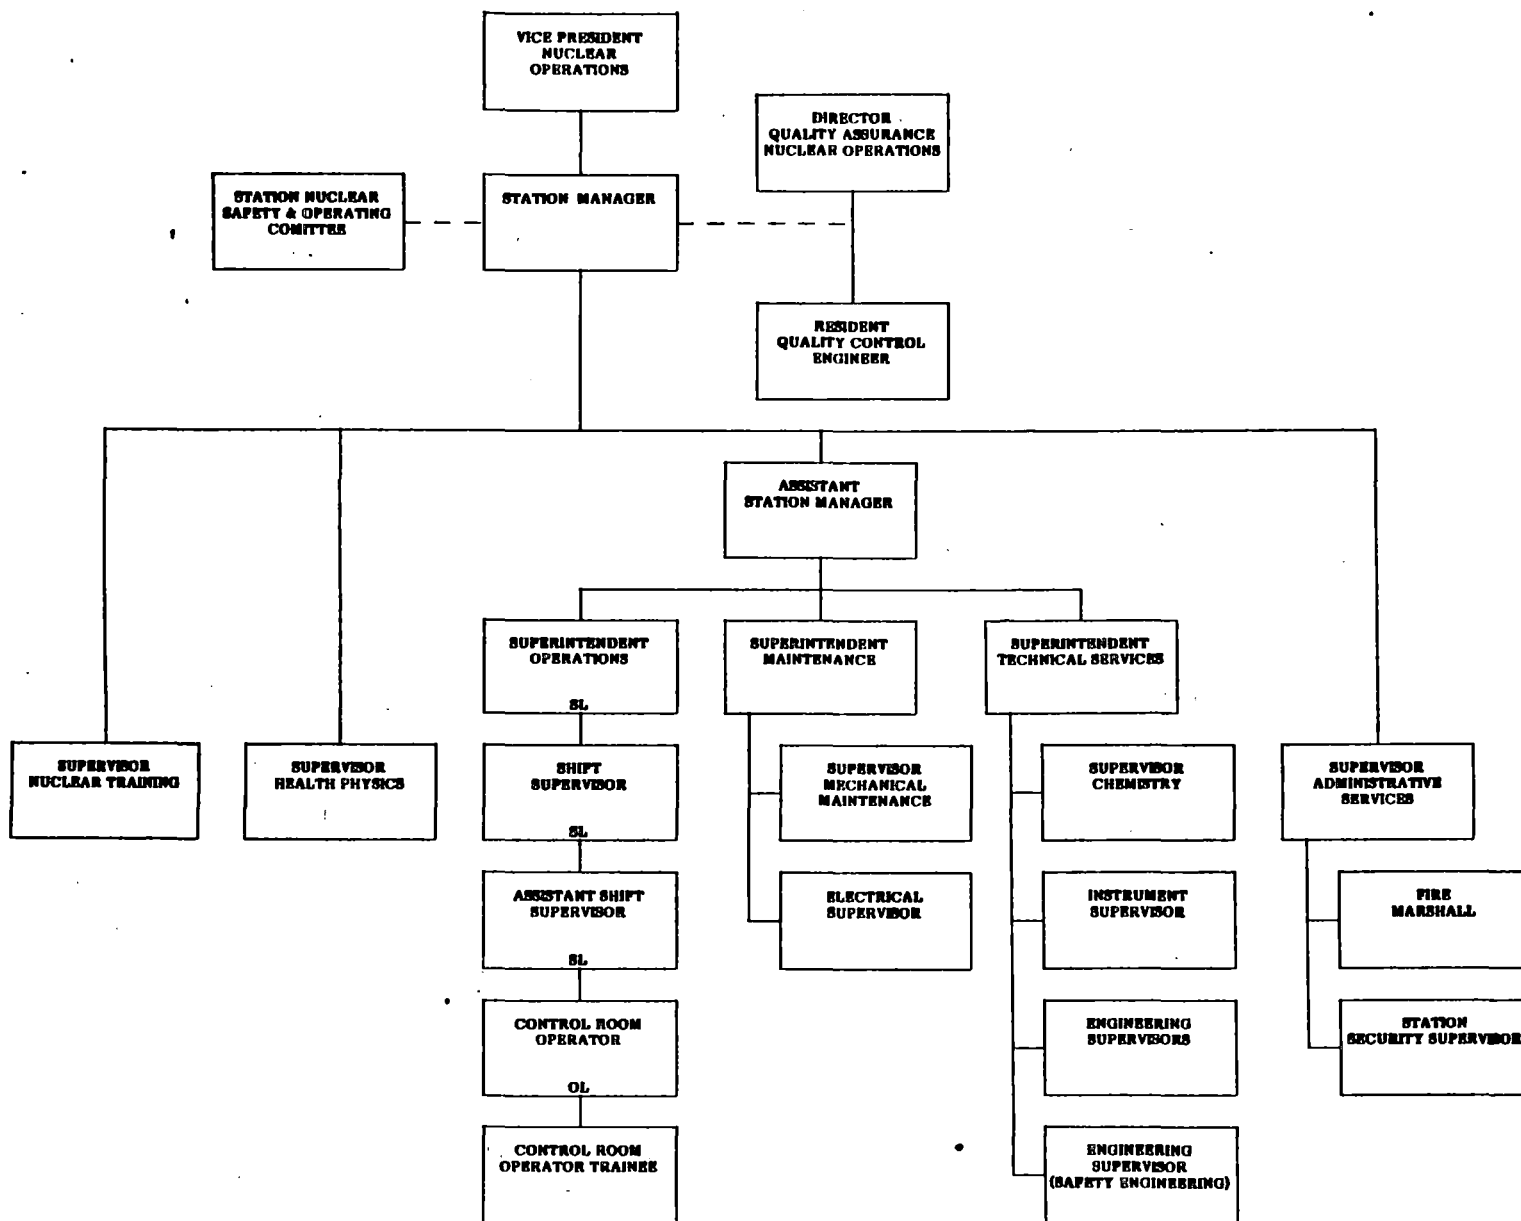 VICE PRESIDENT
NUCLEAR
OPERATIONS
DIRECTOR
QUALITY ASSURANCE
NUCLEAR OPERATIONS
STATION NUCLEAR
SAFETY & OPERATING
COMITTEE
STATION MANAGER
RESIDENT
QUALITY CONTROL
ENGINEER
ASSISTANT
STATION MANAGER
SUPERINTENDENT
OPERATIONS
SL
SUPERINTENDENT
MAINTENANCE
SUPERINTENDENT
TECHNICAL SERVICES
SUPERVISOR
NUCLEAR TRAINING
SUPERVISOR
HEALTH PHYSICS
SHIFT
SUPERVISOR
SL
SUPERVISOR
MECHANICAL
MAINTENANCE
SUPERVISOR
CHEMISTRY
SUPERVISOR
ADMINISTRATIVE
SERVICES
ASSISTANT SHIFT
SUPERVISOR
SL
ELECTRICAL
SUPERVISOR
INSTRUMENT
SUPERVISOR
FIRE
MARSHALL
CONTROL ROOM
OPERATOR
OL
ENGINEERING
SUPERVISORS
STATION
SECURITY SUPERVISOR
CONTROL ROOM
OPERATOR TRAINEE
ENGINEERING
SUPERVISOR
(SAFETY ENGINEERING)